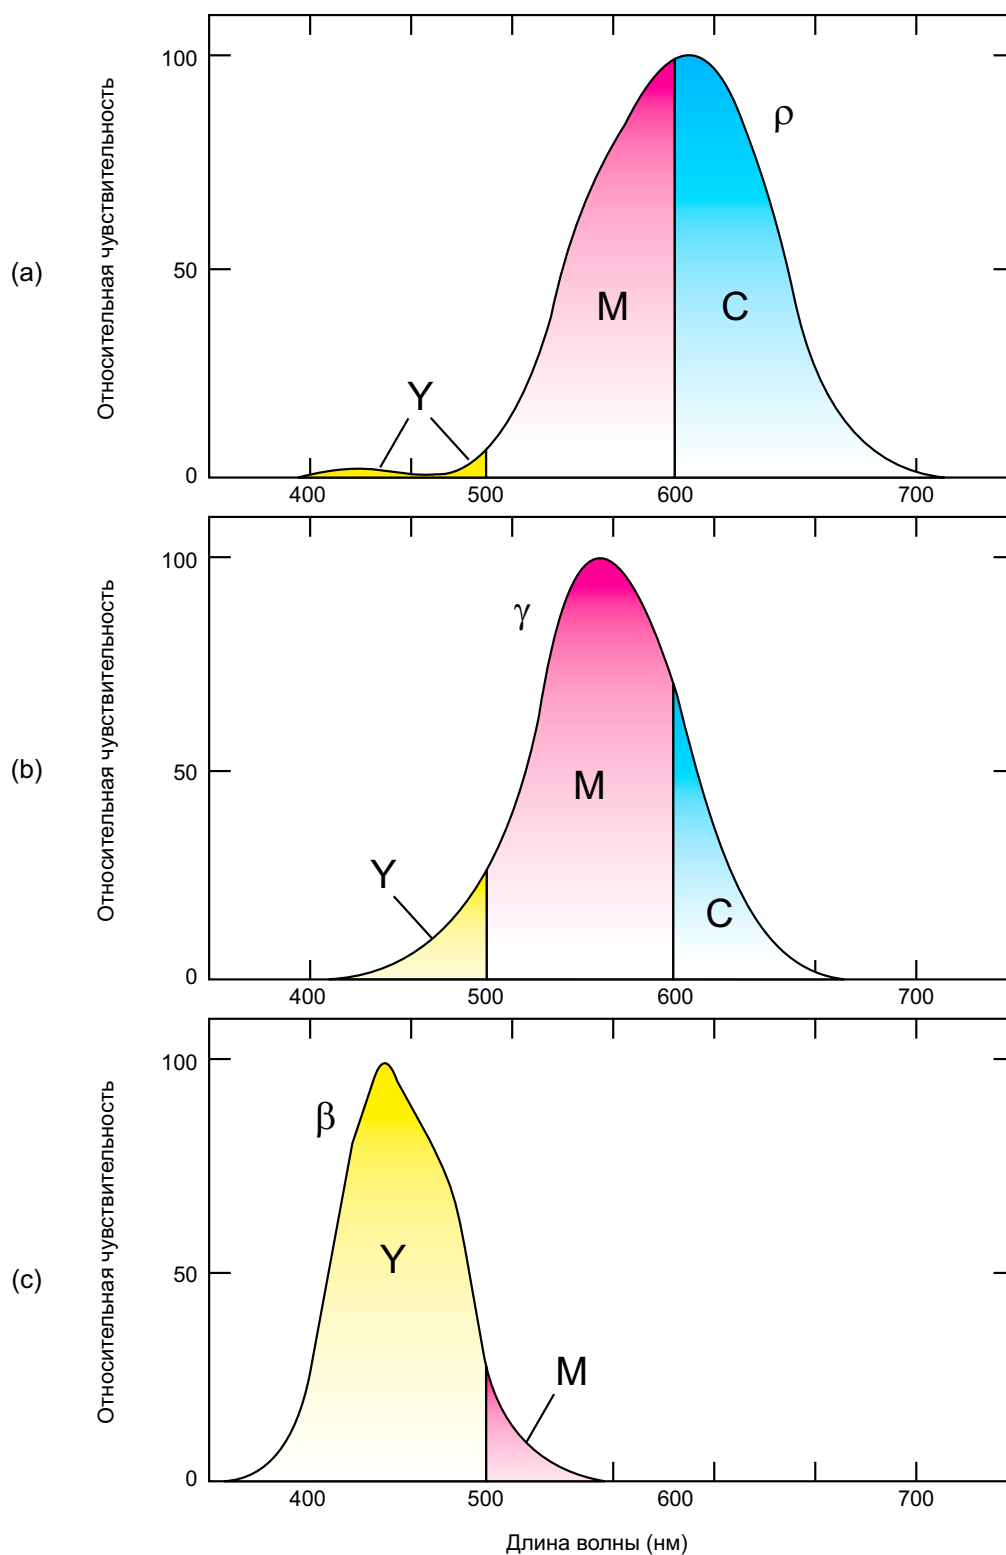 100
Относительная чувствительность
ρ
(a)
50
M
C
Y
0
400
500
600
700
100
Относительная чувствительность
γ
(b)
50
M
Y
C
0
400
500
600
700
100
Относительная чувствительность
β
Y
(c)
50
M
0
400
500
600
700
Длина волны (нм)